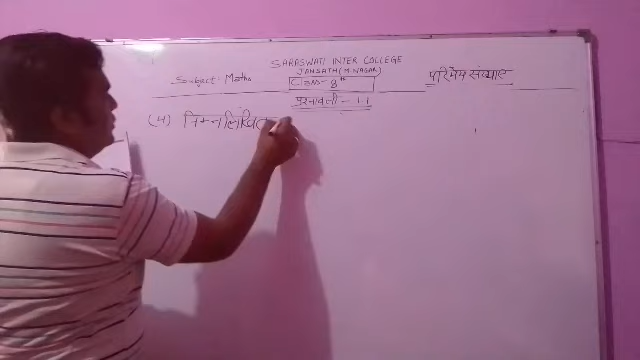 SARASWATI INTER COLLEGE
JANSATH (M.NAGAR)
Subject- Maths
Class- 8th
परिमेय संख्याएँ
प्रश्नावली - 1.1
(4) निम्नलिखित